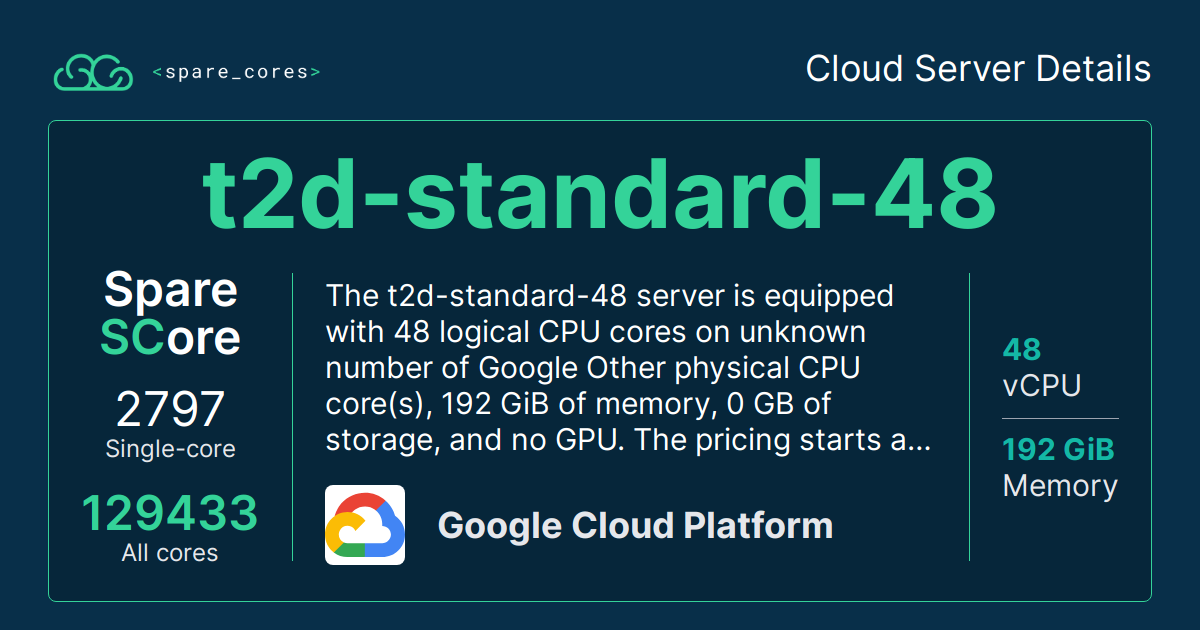 <spare_cores>
Cloud Server Details
t2d-standard-48
Spare
SCore
2797
Single-core
129433
All cores
The t2d-standard-48 server is equipped
with 48 logical CPU cores on unknown
number of Google Other physical CPU
core(s), 192 GiB of memory, 0 GB of
storage, and no GPU. The pricing starts a...
Google Cloud Platform
48
vCPU
192 GiB
Memory